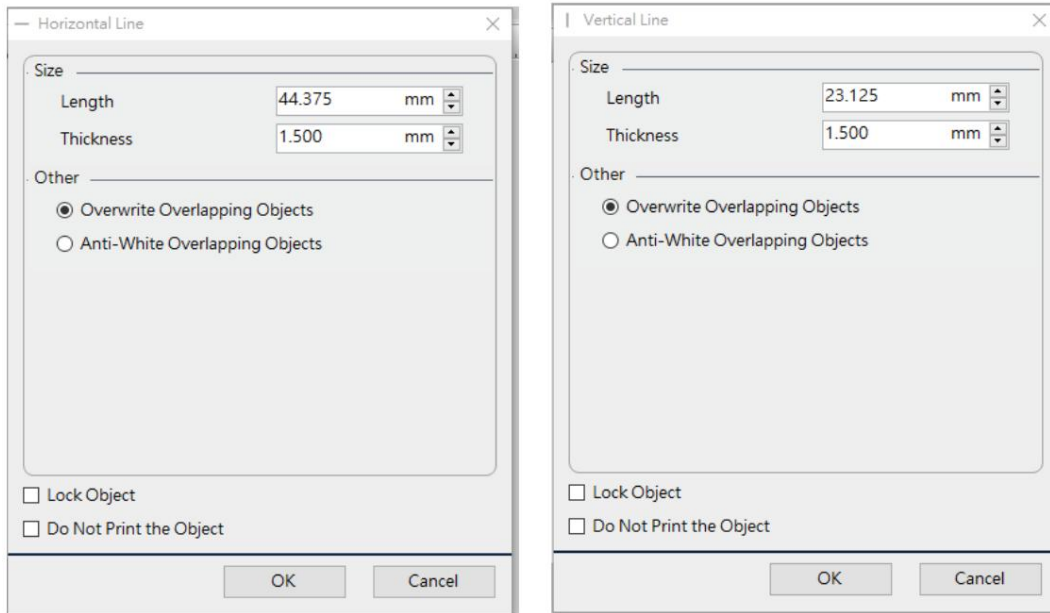 Horizontal Line
Size
Length 44.375 mm
Thickness 1.500 mm
Other
Overwrite Overlapping Objects
Anti-White Overlapping Objects
Lock Object
Do Not Print the Object
OK Cancel
Vertical Line
Size
Length 23.125 mm
Thickness 1.500 mm
Other
Overwrite Overlapping Objects
Anti-White Overlapping Objects
Lock Object
Do Not Print the Object
OK Cancel